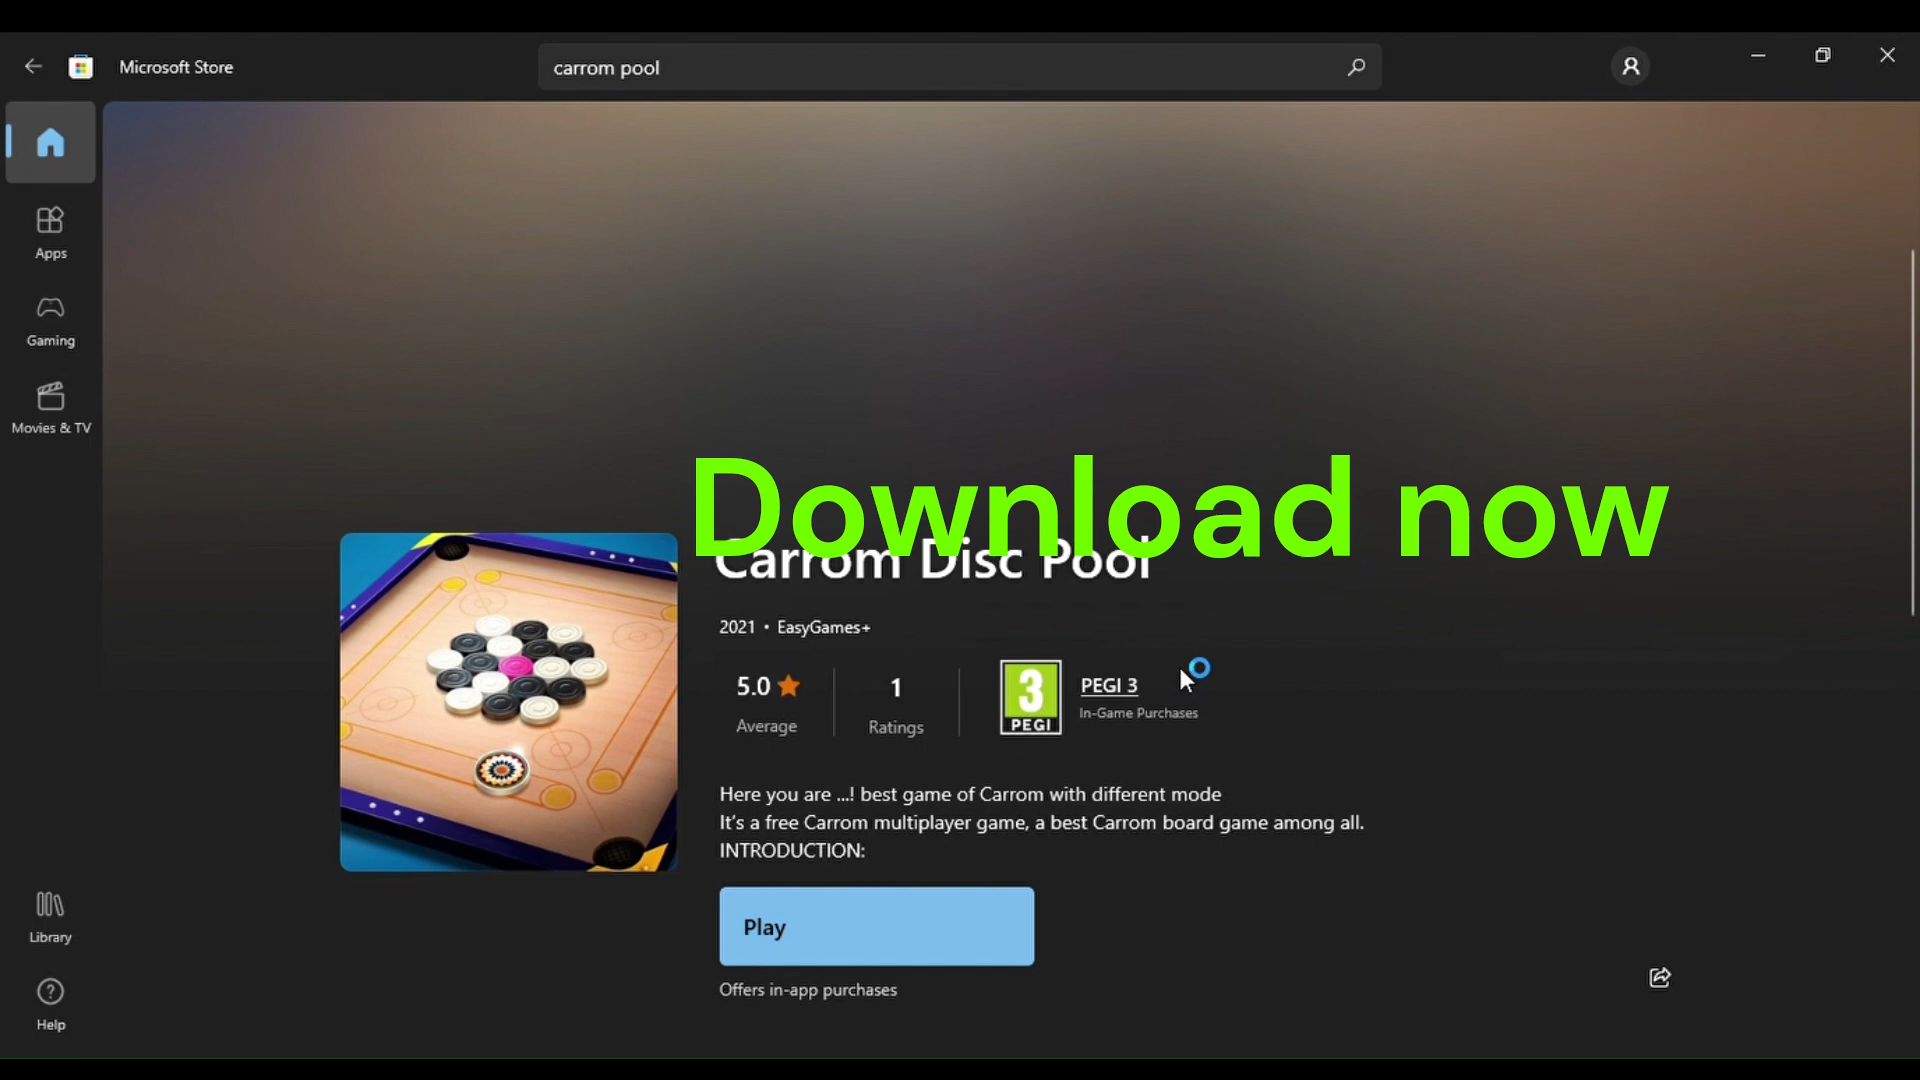 Microsoft Store
carrom pool
Apps
Gaming
Movies & TV
Download now
Carrom Disc Pool
2021 • EasyGames+
5.0
Average
1
Ratings
3
PEGI
PEGI 3
In-Game Purchases
Here you are ...! best game of Carrom with different mode
It's a free Carrom multiplayer game, a best Carrom board game among all.
INTRODUCTION:
Play
Offers in-app purchases
Library
Help